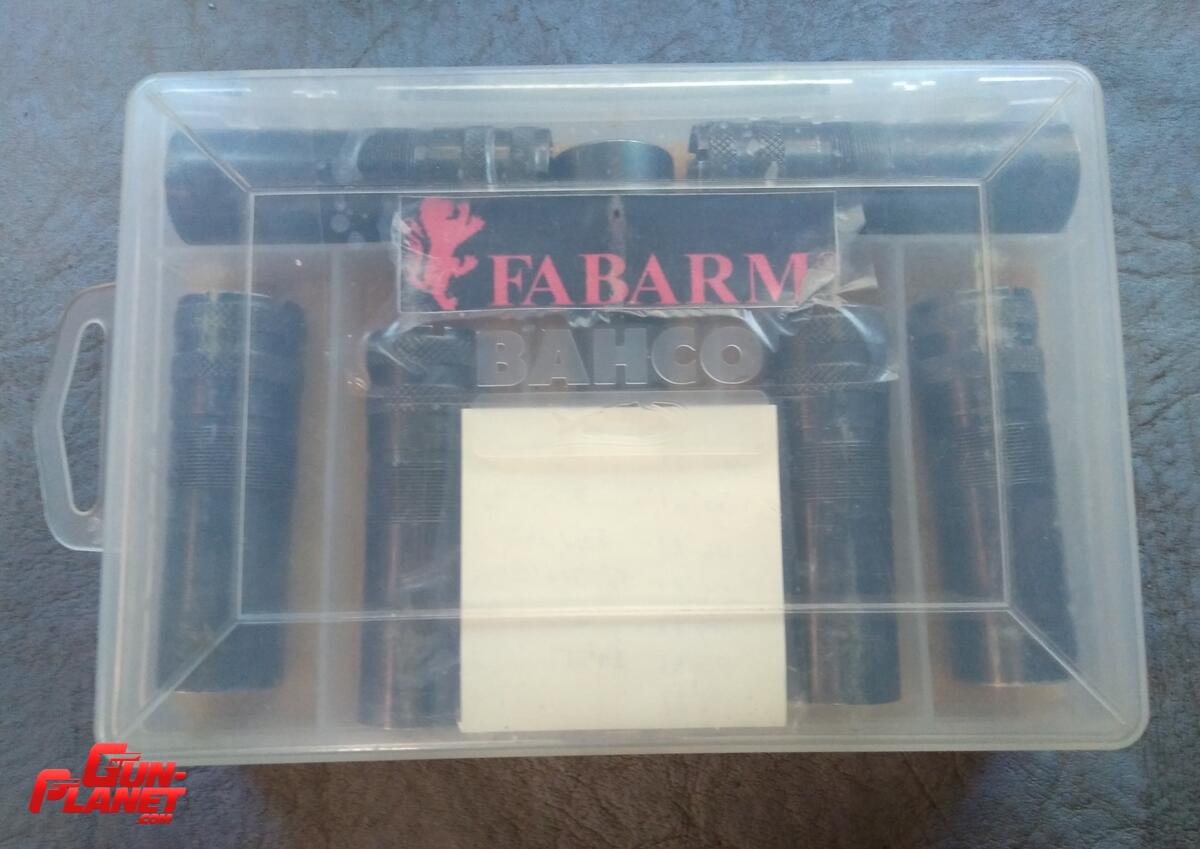 FABARM
BAHCO
GUN-
PLANET
.COM